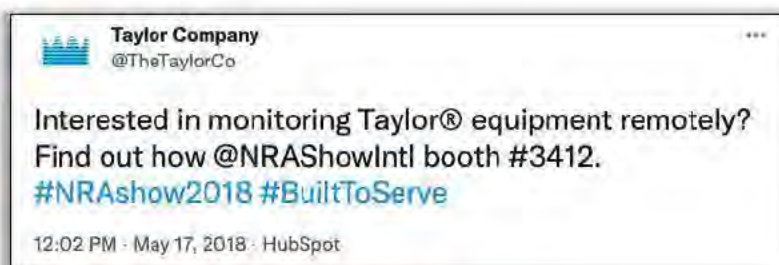 Taylor Company
@TheTaylorCo
Interested in monitoring Taylor® equipment remotely?
Find out how @NRAShowIntl booth #3412.
#NRAshow2018 #BuiltToServe
12:02 PM · May 17, 2018 · HubSpot